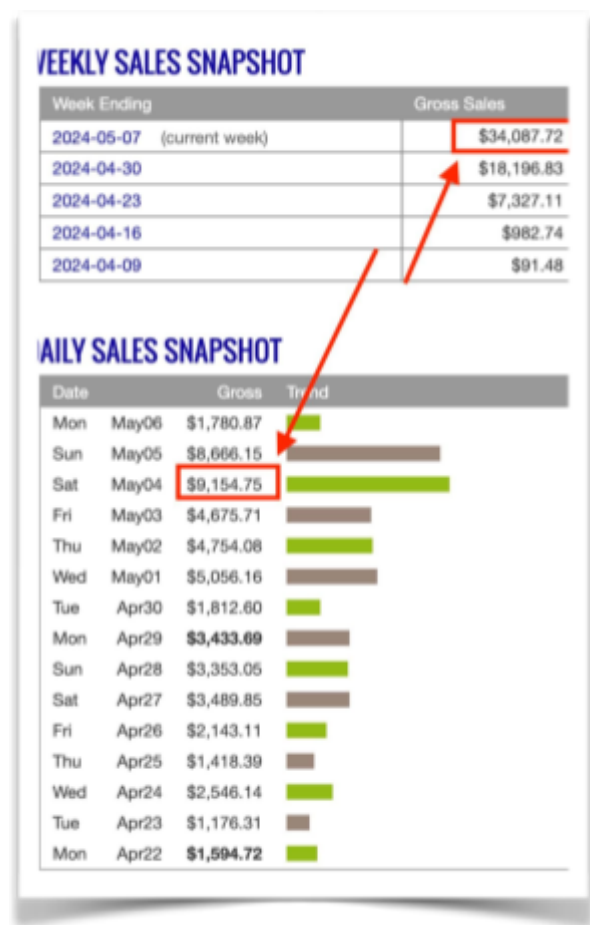 WEEKLY SALES SNAPSHOT
Week Ending Gross Sales
2024-05-07 (current week) $34,087.72
2024-04-30 $18,196.83
2024-04-23 $7,327.11
2024-04-16 $982.74
2024-04-09 $91.48
DAILY SALES SNAPSHOT
Date Gross Trend
Mon May06 $1,780.87
Sun May05 $8,666.15
Sat May04 $9,154.75
Fri May03 $4,675.71
Thu May02 $4,754.08
Wed May01 $5,056.16
Tue Apr30 $1,812.60
Mon Apr29 $3,433.69
Sun Apr28 $3,353.05
Sat Apr27 $3,489.85
Fri Apr26 $2,143.11
Thu Apr25 $1,418.39
Wed Apr24 $2,546.14
Tue Apr23 $1,176.31
Mon Apr22 $1,594.72